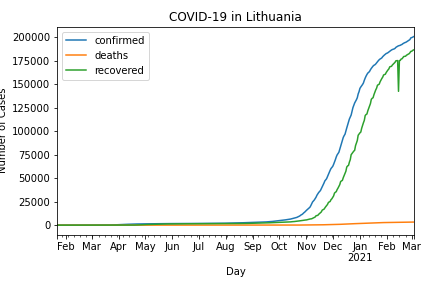 COVID-19 in Lithuania
confirmed
deaths
recovered
200000
175000
150000
125000
100000
75000
50000
25000
0
Number of Cases
Feb Mar Apr May Jun Jul Aug Sep Oct Nov Dec Jan Feb Mar
2021
Day